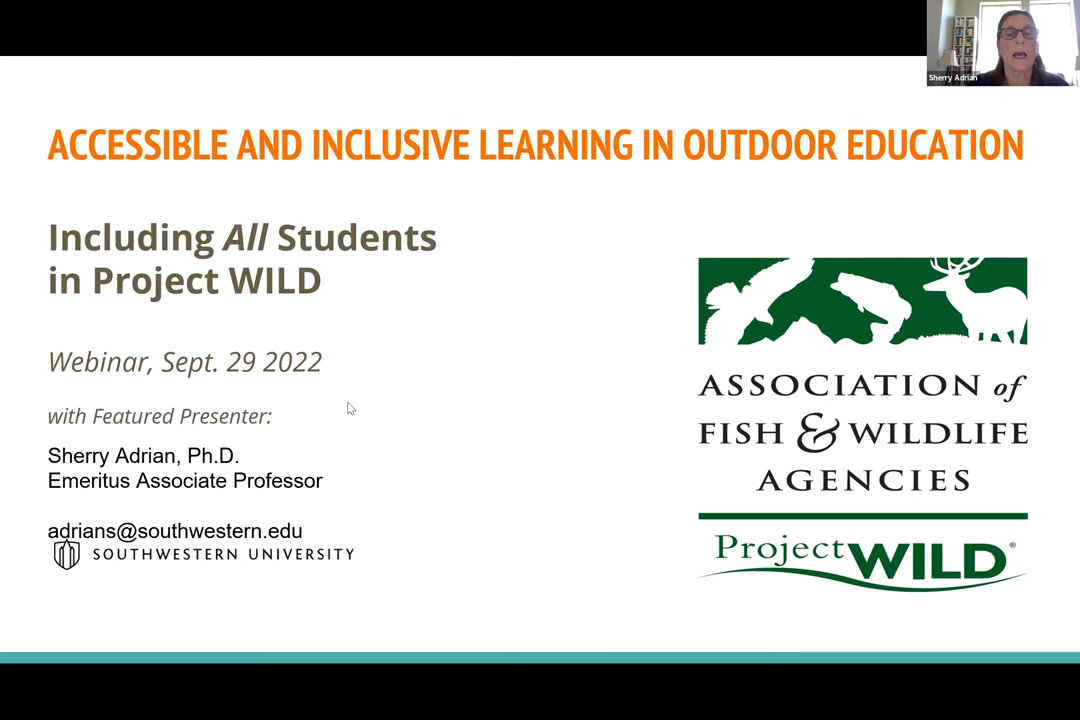 Sherry Adrian
ACCESSIBLE AND INCLUSIVE LEARNING IN OUTDOOR EDUCATION
Including All Students
in Project WILD
Webinar, Sept. 29 2022
with Featured Presenter:
Sherry Adrian, Ph.D.
Emeritus Associate Professor
adrians@southwestern.edu
SOUTHWESTERN UNIVERSITY
ASSOCIATION of
FISH & WILDLIFE
AGENCIES
Project WILD®